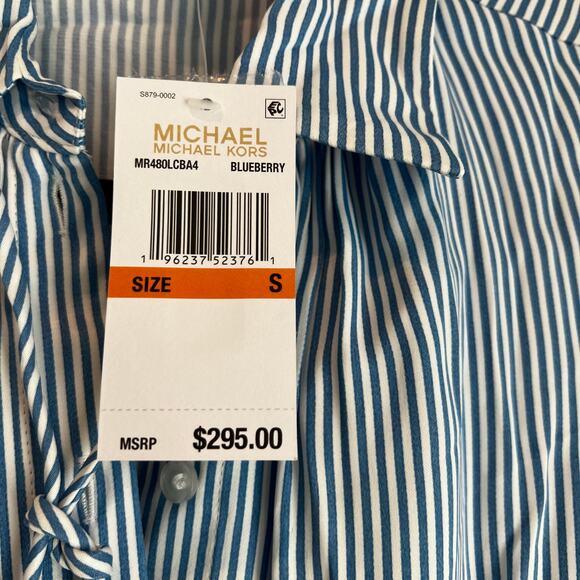 S879-0002
MICHAEL
MICHAEL KORS
MR480LCBA4 BLUEBERRY
1 96237 52376 1
SIZE S
MSRP $295.00